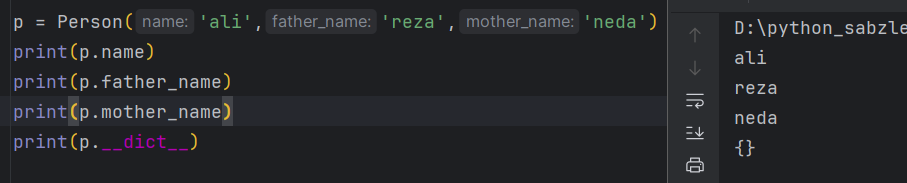 p = Person( name: 'ali', father_name: 'reza', mother_name: 'neda')
print(p.name)
print(p.father_name)
print(p.mother_name)
print(p.__dict__)
D:\python_sabzle
ali
reza
neda
{}